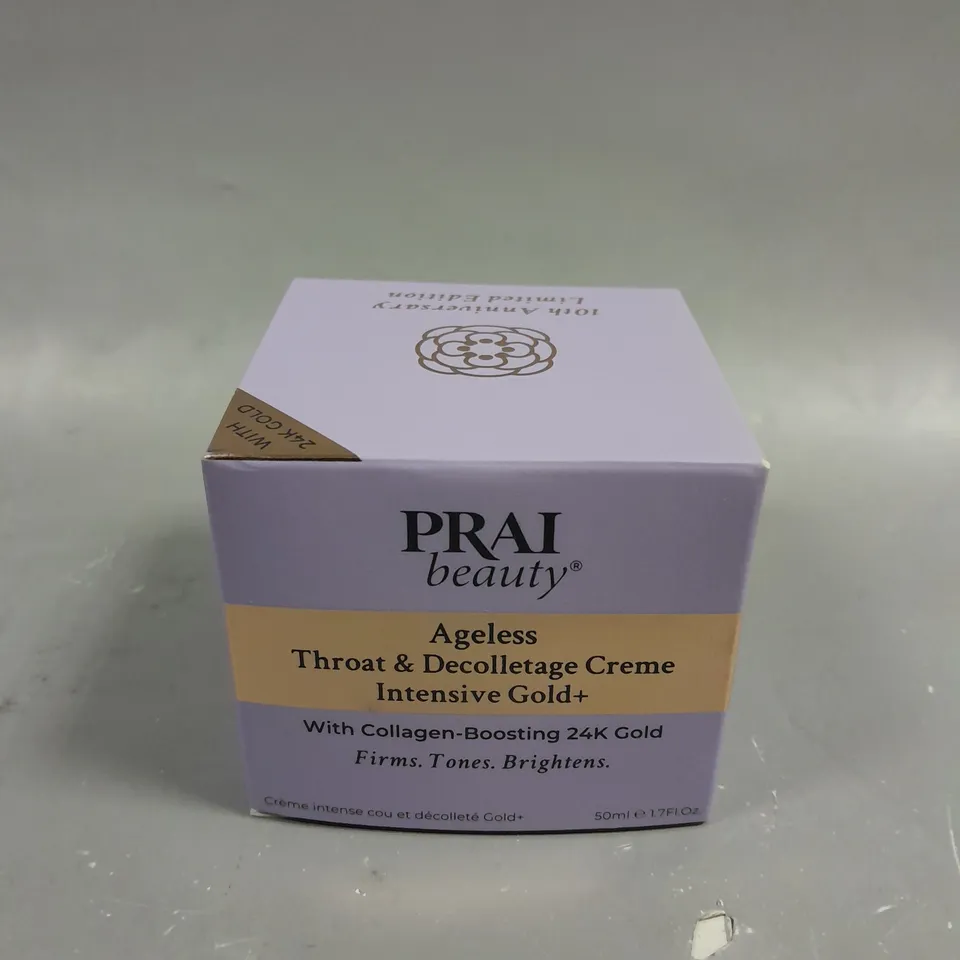 10th Anniversary
Limited Edition
WITH
24K GOLD
PRAI
beauty®
Ageless
Throat & Decolletage Creme
Intensive Gold+
With Collagen-Boosting 24K Gold
Firms. Tones. Brightens.
Crème intense cou et décolleté Gold+
50ml ℮ 1.7Fl.Oz.